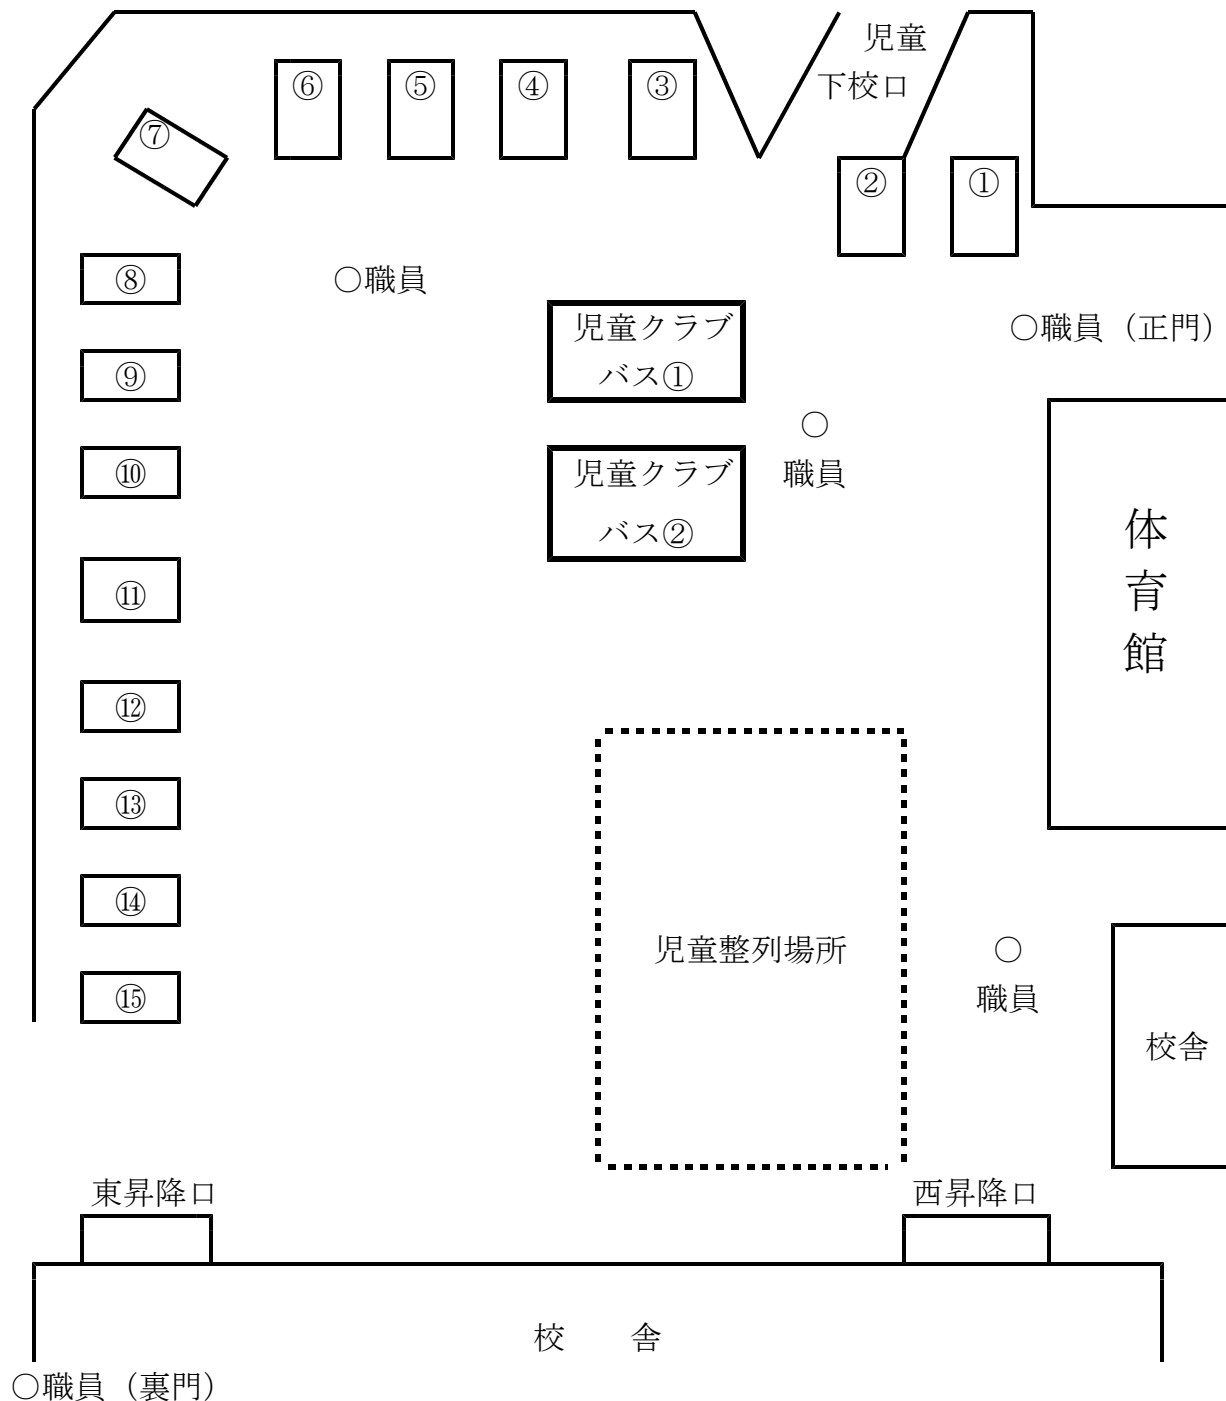 児童
下校口
⑥
⑤
④
③
⑦
②
①
⑧
○職員
児童クラブ
バス①
○職員（正門）
⑨
○
職員
⑩
児童クラブ
バス②
体
育
館
⑪
⑫
⑬
⑭
児童整列場所
○
職員
⑮
校舎
東昇降口
西昇降口
校　舎
○職員（裏門）